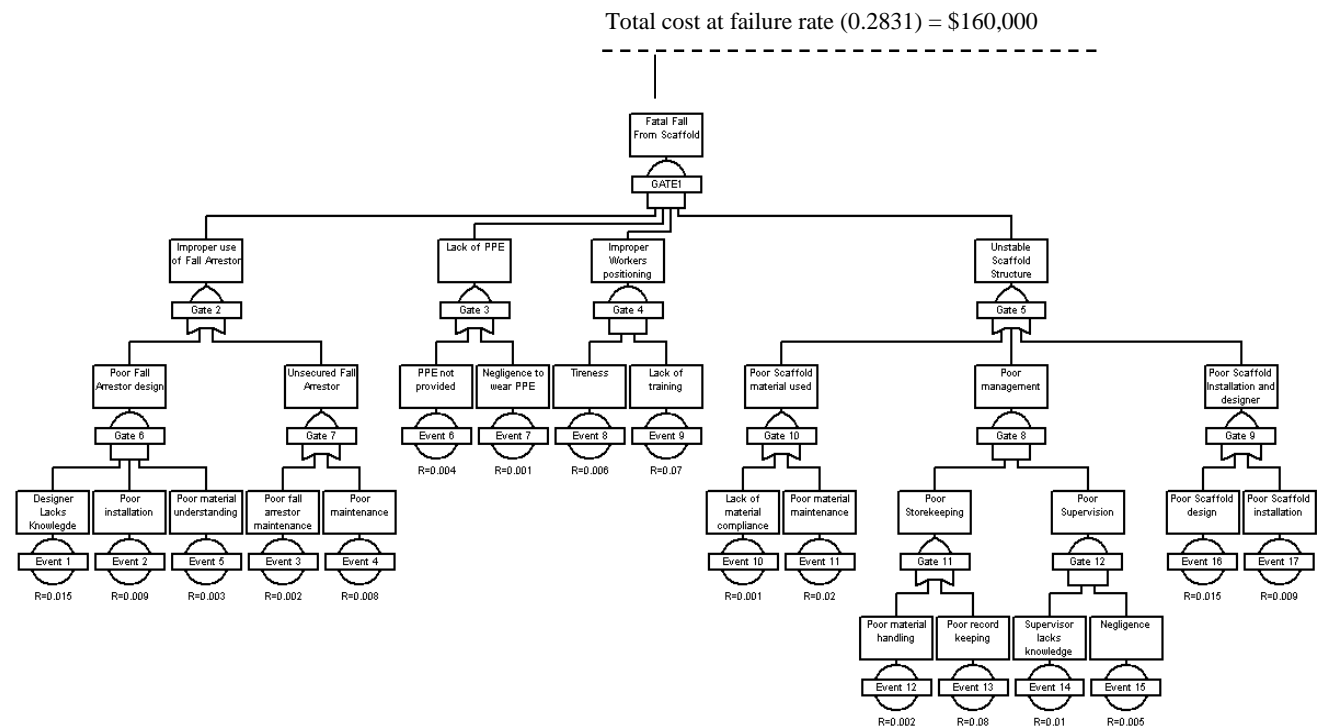 Total cost at failure rate (0.2831) = $160,000
Fatal Fall
From Scaffold
GATE1
Improper use
of Fall Arrestor
Gate 2
Lack of PPE
Gate 3
Improper
Workers
positioning
Gate 4
Unstable
Scaffold
Structure
Gate 5
Poor Fall
Arrestor design
Gate 6
Unsecured Fall
Arrestor
Gate 7
PPE not
provided
Event 6
R=0.004
Negligence to
wear PPE
Event 7
R=0.001
Tireness
Event 8
R=0.006
Lack of
training
Event 9
R=0.07
Poor Scaffold
material used
Gate 10
Poor
management
Gate 8
Poor Scaffold
Installation and
designer
Gate 9
Designer
Lacks
Knowlegde
Event 1
R=0.015
Poor
installation
Event 2
R=0.009
Poor material
understanding
Event 5
R=0.003
Poor fall
arrestor
maintenance
Event 3
R=0.002
Poor
maintenance
Event 4
R=0.008
Lack of
material
compliance
Event 10
R=0.001
Poor material
maintenance
Event 11
R=0.02
Poor
Storekeeping
Gate 11
Poor
Supervision
Gate 12
Poor Scaffold
design
Event 16
R=0.015
Poor Scaffold
installation
Event 17
R=0.009
Poor material
handling
Event 12
R=0.002
Poor record
keeping
Event 13
R=0.08
Supervisor
lacks
knowledge
Event 14
R=0.01
Negligence
Event 15
R=0.005